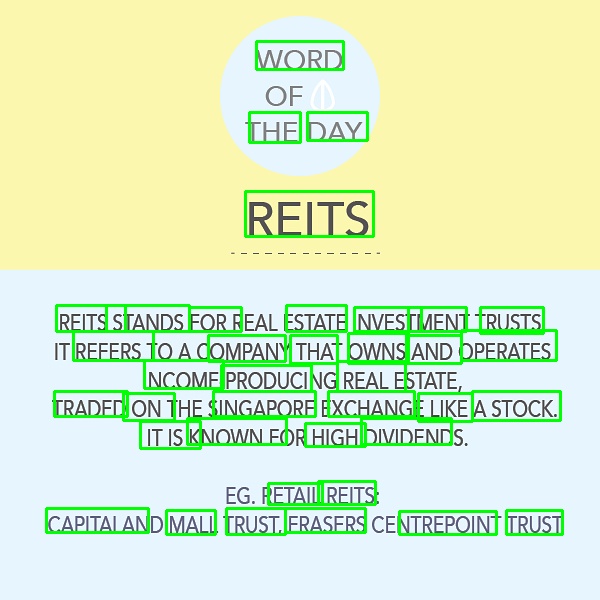 WORD
OF
THE DAY
REITS
REITS STANDS FOR REAL ESTATE INVESTMENT TRUSTS
IT REFERS TO A COMPANY THAT OWNS AND OPERATES
INCOME PRODUCING REAL ESTATE,
TRADED ON THE SINGAPORE EXCHANGE LIKE A STOCK.
IT IS KNOWN FOR HIGH DIVIDENDS.
EG. RETAIL REITS:
CAPITALAND MALL TRUST, FRASERS CENTREPOINT TRUST